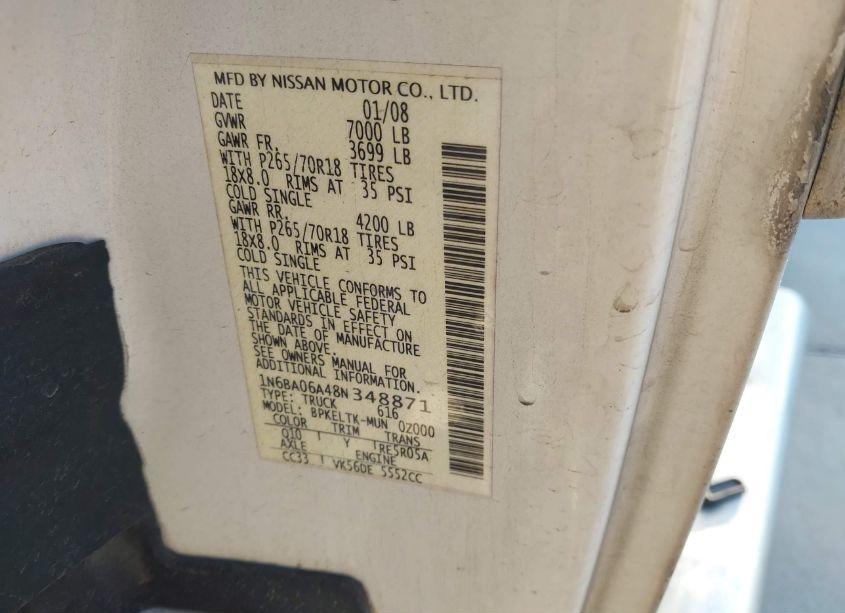 MFD BY NISSAN MOTOR CO., LTD.
DATE 01/08
GVWR 7000 LB
GAWR FR. 3699 LB
WITH P265/70R18 TIRES
18X8.0 RIMS AT 35 PSI
COLD SINGLE
GAWR RR. 4200 LB
WITH P265/70R18 TIRES
18X8.0 RIMS AT 35 PSI
COLD SINGLE
THIS VEHICLE CONFORMS TO
ALL APPLICABLE FEDERAL
MOTOR VEHICLE SAFETY
STANDARDS IN EFFECT ON
THE DATE OF MANUFACTURE
SHOWN ABOVE.
SEE OWNERS MANUAL FOR
ADDITIONAL INFORMATION.
1N6BA06A48N348871
TYPE: TRUCK 616
MODEL: BPKELTK-MUN 02000
COLOR TRIM TRANS
Q10 Y RE5R05A
AXLE ENGINE
CC33 VK56DE 5552CC